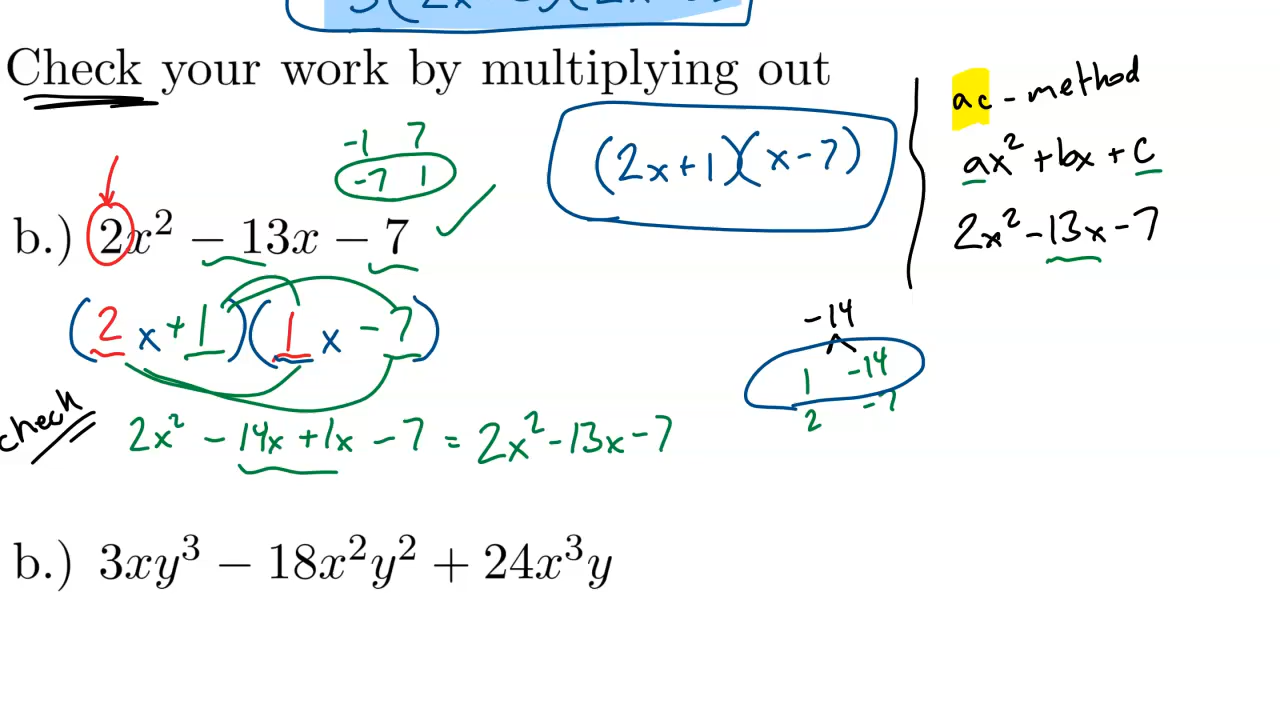 Check your work by multiplying out
ac - method
-1 7
-7 1
(2x+1)(x-7)
ax² + bx + c
b.) 2x² − 13x − 7
2x² - 13x - 7
(2x+1)(1x-7)
-14
1 -14
2 -7
check
2x² - 14x + 1x - 7 = 2x² - 13x - 7
b.) 3xy³ − 18x²y² + 24x³y